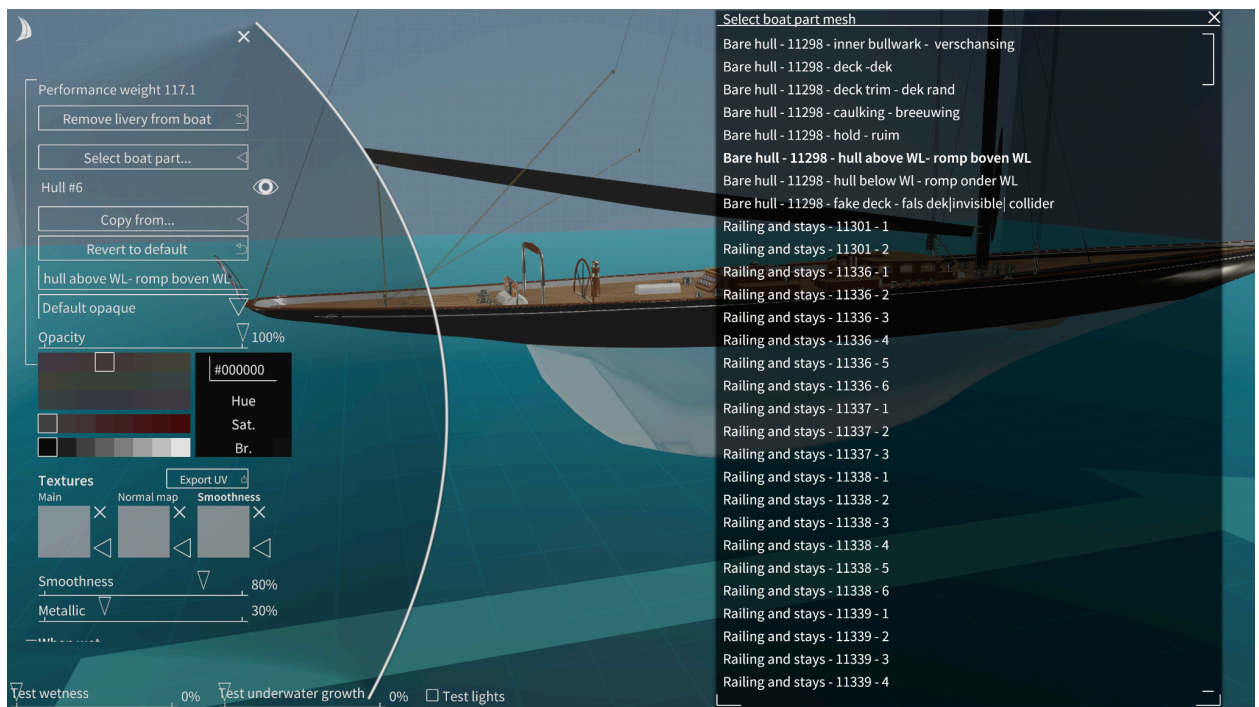 Performance weight 117.1
Remove livery from boat
Select boat part...
Hull #6
Copy from...
Revert to default
hull above WL- romp boven WL
Default opaque
Opacity
100%
#000000
Hue
Sat.
Br.
Textures
Export UV
Main
Normal map
Smoothness
Smoothness
80%
Metallic
30%
When wet
Test wetness
0%
Test underwater growth
0%
Test lights
Select boat part mesh
Bare hull - 11298 - inner bullwark - verschansing
Bare hull - 11298 - deck -dek
Bare hull - 11298 - deck trim - dek rand
Bare hull - 11298 - caulking - breeuwing
Bare hull - 11298 - hold - ruim
Bare hull - 11298 - hull above WL- romp boven WL
Bare hull - 11298 - hull below Wl - romp onder WL
Bare hull - 11298 - fake deck - fals dek|invisible| collider
Railing and stays - 11301 - 1
Railing and stays - 11301 - 2
Railing and stays - 11336 - 1
Railing and stays - 11336 - 2
Railing and stays - 11336 - 3
Railing and stays - 11336 - 4
Railing and stays - 11336 - 5
Railing and stays - 11336 - 6
Railing and stays - 11337 - 1
Railing and stays - 11337 - 2
Railing and stays - 11337 - 3
Railing and stays - 11338 - 1
Railing and stays - 11338 - 2
Railing and stays - 11338 - 3
Railing and stays - 11338 - 4
Railing and stays - 11338 - 5
Railing and stays - 11338 - 6
Railing and stays - 11339 - 1
Railing and stays - 11339 - 2
Railing and stays - 11339 - 3
Railing and stays - 11339 - 4